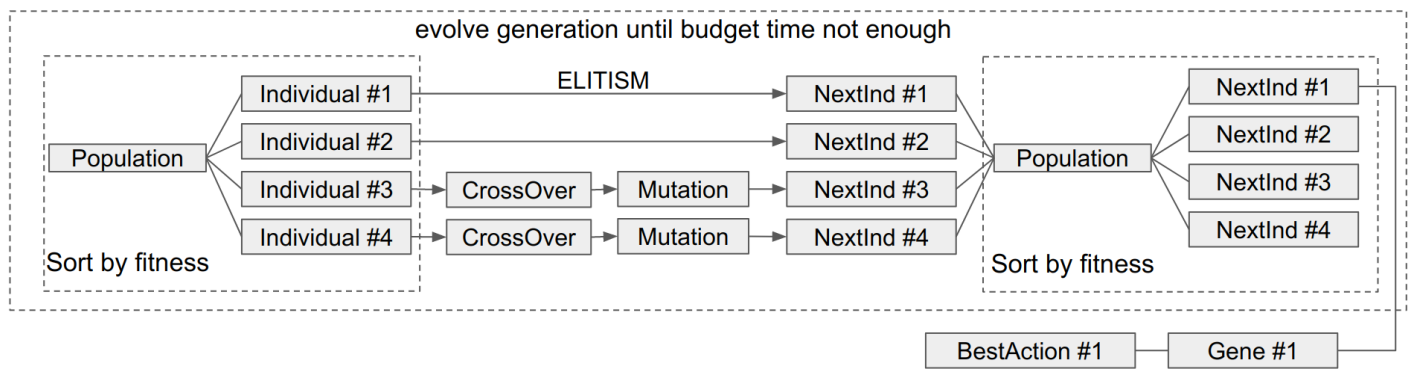 evolve generation until budget time not enough
Individual #1
ELITISM
NextInd #1
NextInd #1
Individual #2
NextInd #2
NextInd #2
Population
Population
Individual #3
CrossOver
Mutation
NextInd #3
NextInd #3
Individual #4
CrossOver
Mutation
NextInd #4
NextInd #4
Sort by fitness
Sort by fitness
BestAction #1
Gene #1